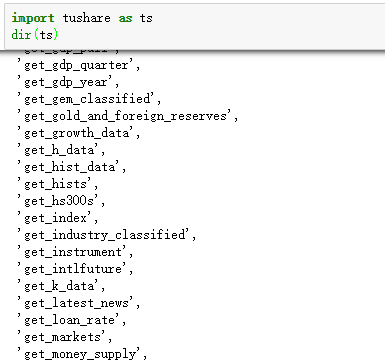 import tushare as ts
dir(ts)
'get_gdp_quarter',
'get_gdp_year',
'get_gem_classified',
'get_gold_and_foreign_reserves',
'get_growth_data',
'get_h_data',
'get_hist_data',
'get_hists',
'get_hs300s',
'get_index',
'get_industry_classified',
'get_instrument',
'get_intlfuture',
'get_k_data',
'get_latest_news',
'get_loan_rate',
'get_markets',
'get_money_supply',